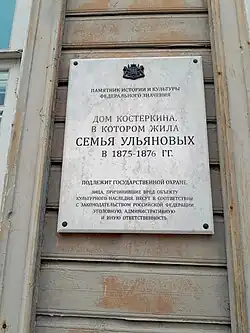 ПАМЯТНИК ИСТОРИИ И КУЛЬТУРЫ
ФЕДЕРАЛЬНОГО ЗНАЧЕНИЯ
ДОМ КОСТЕРКИНА,
В КОТОРОМ ЖИЛА
СЕМЬЯ УЛЬЯНОВЫХ
В 1875-1876 ГГ.
ПОДЛЕЖИТ ГОСУДАРСТВЕННОЙ ОХРАНЕ.
ЛИЦА, ПРИЧИНИВШИЕ ВРЕД ОБЪЕКТУ
КУЛЬТУРНОГО НАСЛЕДИЯ, НЕСУТ В СООТВЕТСТВИИ
С ЗАКОНОДАТЕЛЬСТВОМ РОССИЙСКОЙ ФЕДЕРАЦИИ
УГОЛОВНУЮ, АДМИНИСТРАТИВНУЮ
И ИНУЮ ОТВЕТСТВЕННОСТЬ.